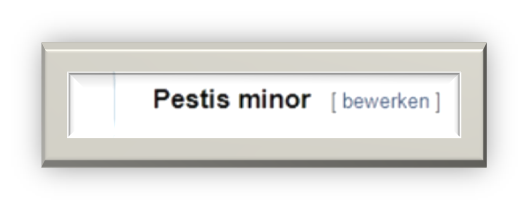 Pestis minor [ bewerken ]